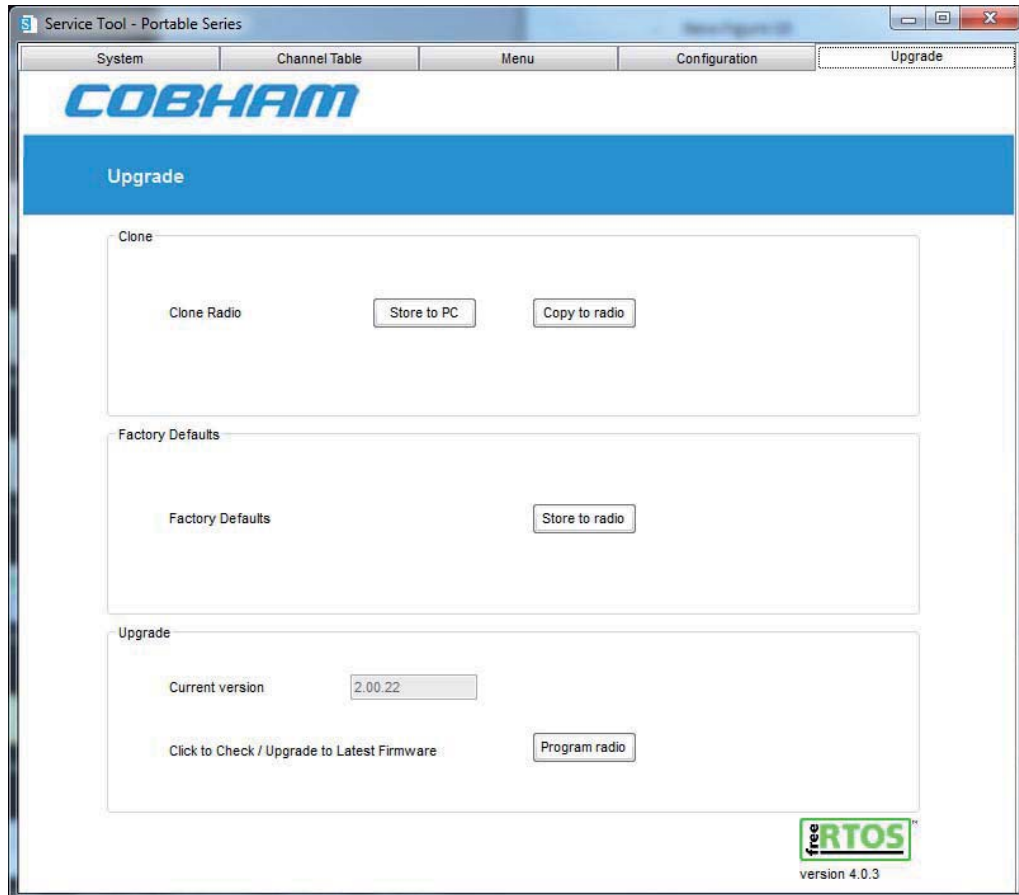 Service Tool - Portable Series
System Channel Table Menu Configuration Upgrade
COBHAM
Upgrade
Clone
Clone Radio Store to PC Copy to radio
Factory Defaults
Factory Defaults Store to radio
Upgrade
Current version 2.00.22
Click to Check / Upgrade to Latest Firmware Program radio
free RTOS ™
version 4.0.3